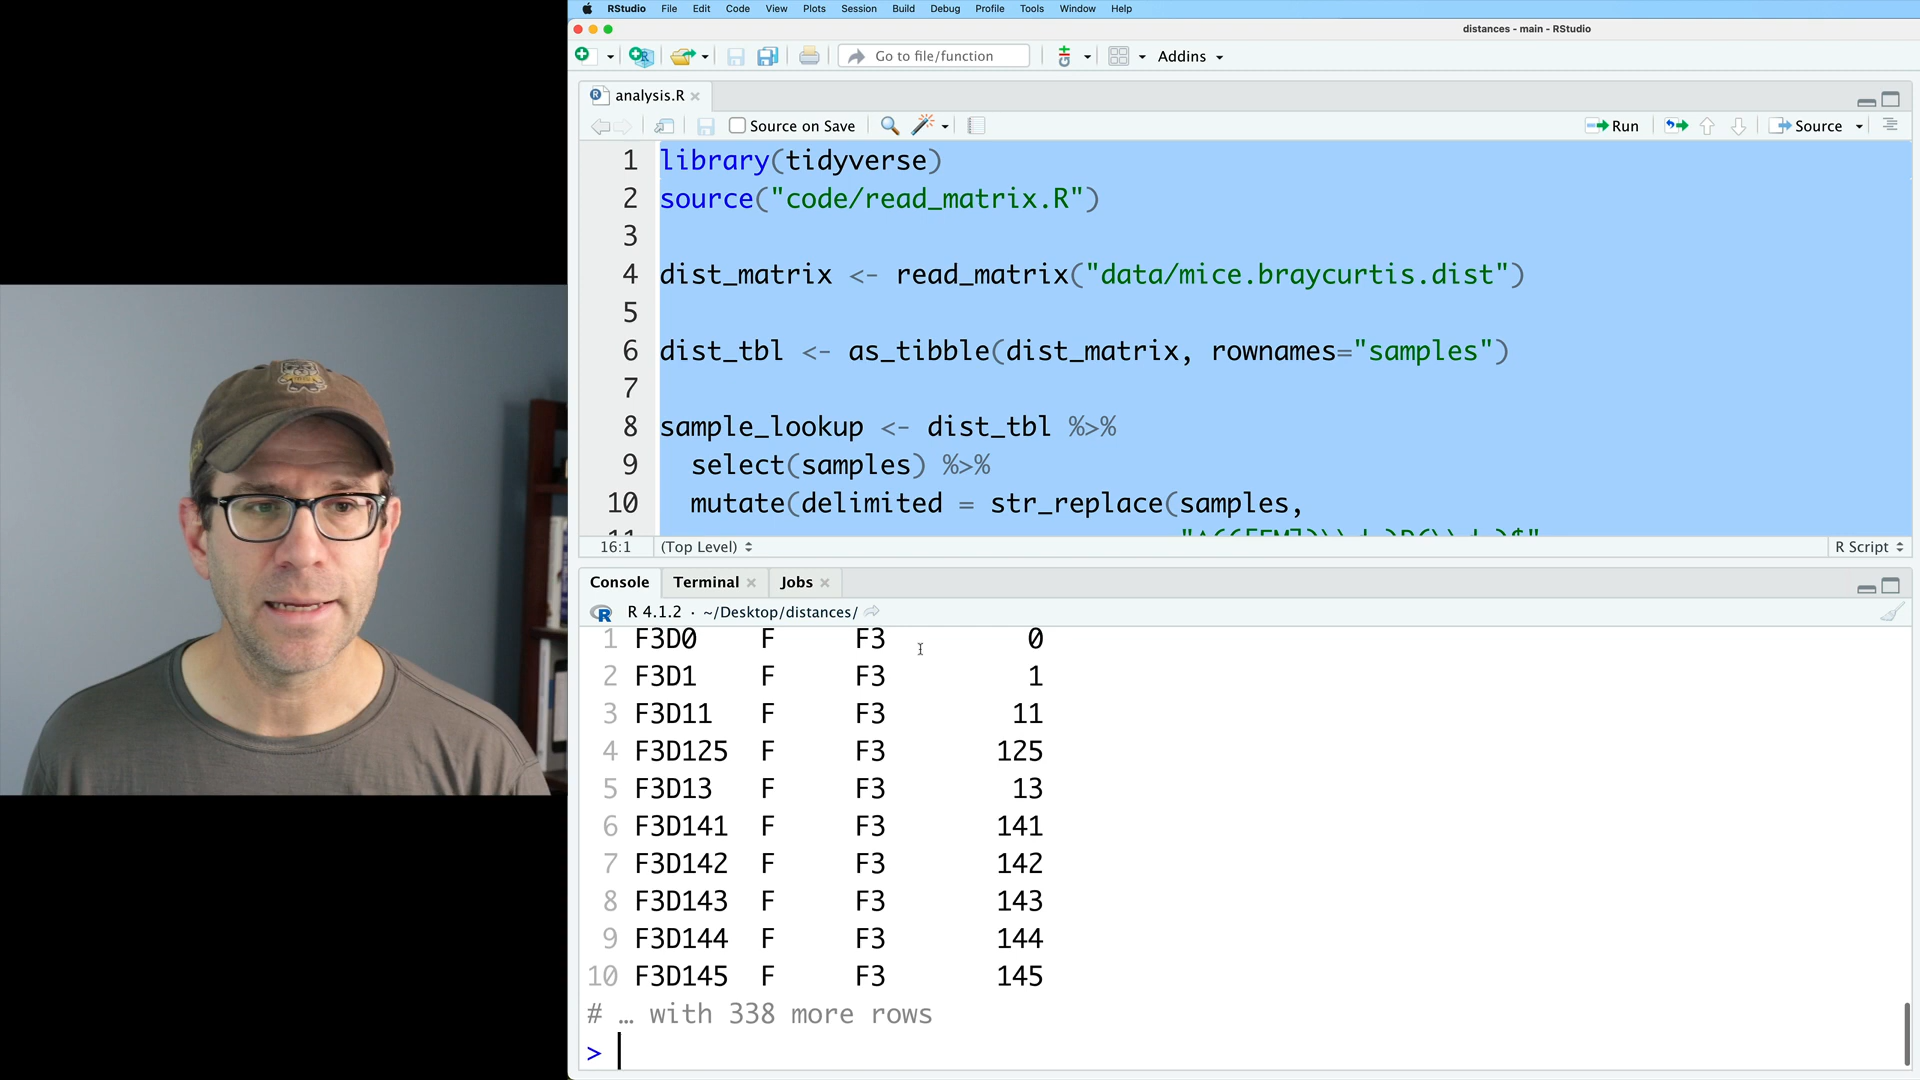 RStudio File Edit Code View Plots Session Build Debug Profile Tools Window Help
distances - main - RStudio
Go to file/function Addins
analysis.R
Source on Save Run Source
1 library(tidyverse)
2 source("code/read_matrix.R")
3
4 dist_matrix <- read_matrix("data/mice.braycurtis.dist")
5
6 dist_tbl <- as_tibble(dist_matrix, rownames="samples")
7
8 sample_lookup <- dist_tbl %>%
9 select(samples) %>%
10 mutate(delimited = str_replace(samples,
16:1 (Top Level) R Script
Console Terminal Jobs
R 4.1.2 · ~/Desktop/distances/
1 F3D0 F F3 0
2 F3D1 F F3 1
3 F3D11 F F3 11
4 F3D125 F F3 125
5 F3D13 F F3 13
6 F3D141 F F3 141
7 F3D142 F F3 142
8 F3D143 F F3 143
9 F3D144 F F3 144
10 F3D145 F F3 145
# … with 338 more rows
>